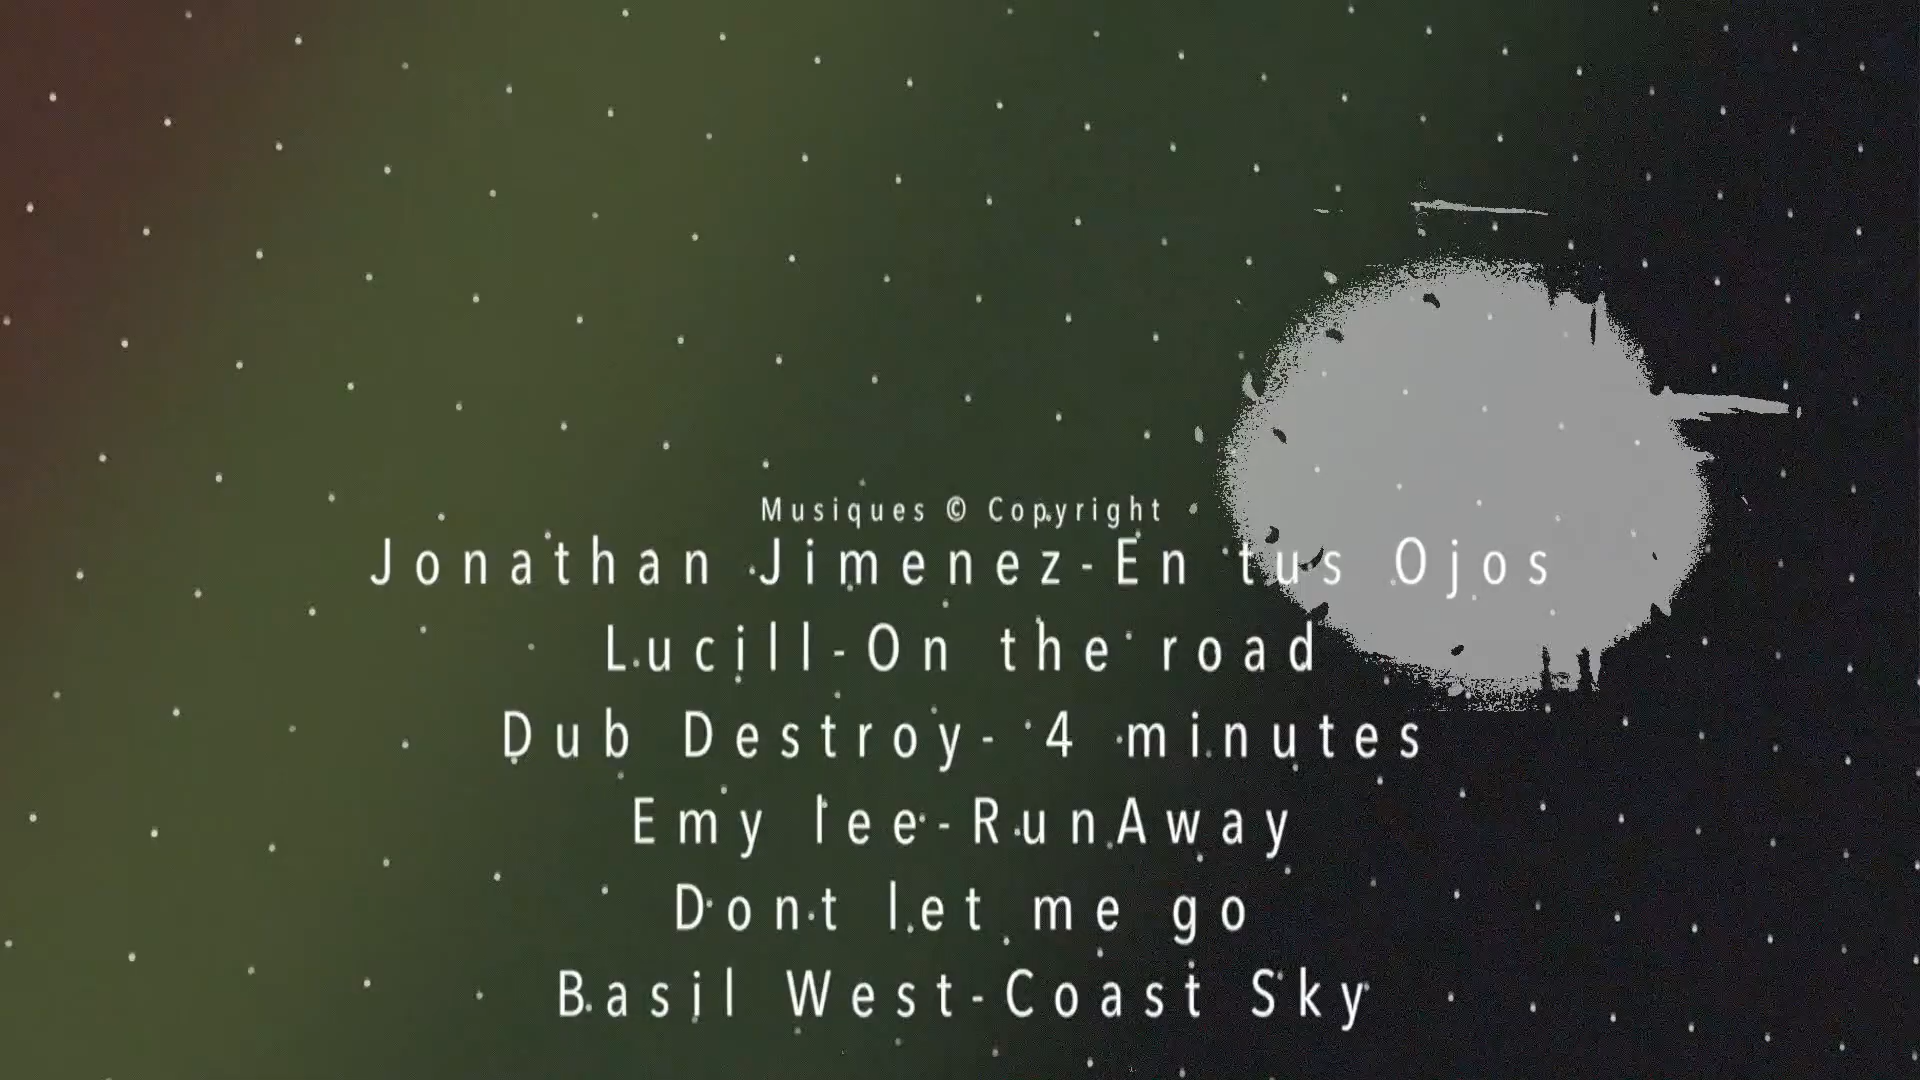 Musiques © Copyright
Jonathan Jimenez-En tus Ojos
Lucill-On the road
Dub Destroy- 4 minutes
Emy lee-RunAway
Dont let me go
Basil West-Coast Sky